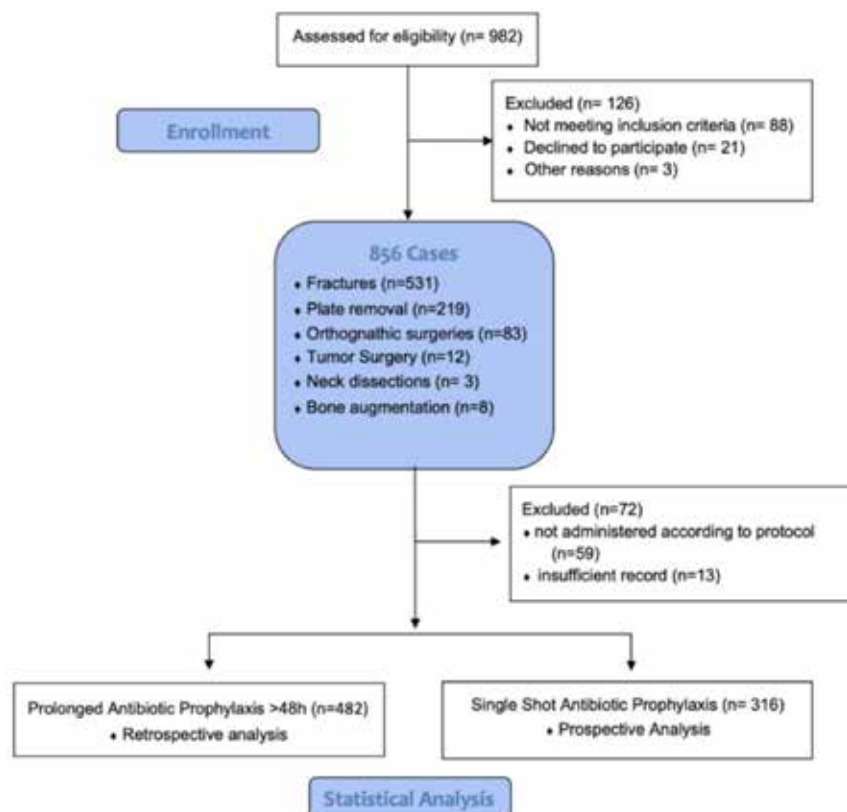 Assessed for eligibility (n= 982)
Enrollment
Excluded (n= 126)
♦ Not meeting inclusion criteria (n= 88)
♦ Declined to participate (n= 21)
♦ Other reasons (n= 3)
856 Cases
♦ Fractures (n=531)
♦ Plate removal (n=219)
♦ Orthognathic surgeries (n=83)
♦ Tumor Surgery (n=12)
♦ Neck dissections (n= 3)
♦ Bone augmentation (n=8)
Excluded (n=72)
♦ not administered according to protocol
(n=59)
♦ insufficient record (n=13)
Prolonged Antibiotic Prophylaxis >48h (n=482)
♦ Retrospective analysis
Single Shot Antibiotic Prophylaxis (n= 316)
♦ Prospective Analysis
Statistical Analysis